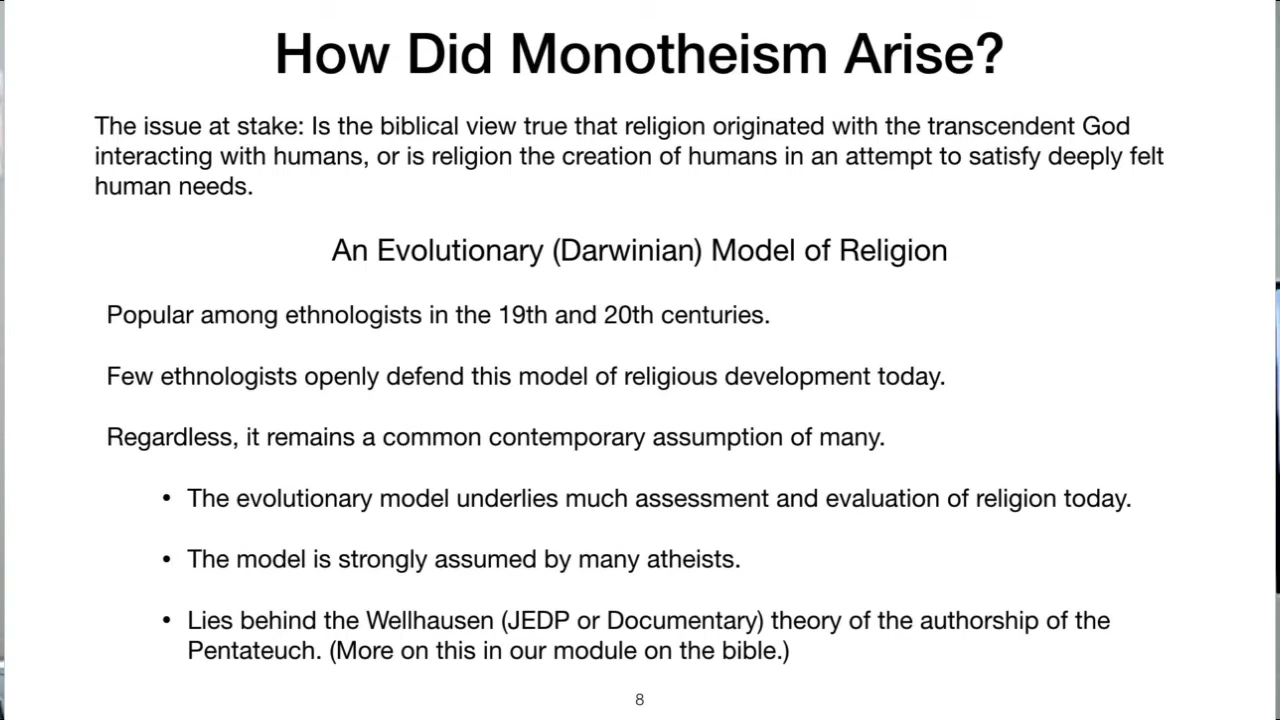 How Did Monotheism Arise?
The issue at stake: Is the biblical view true that religion originated with the transcendent God
interacting with humans, or is religion the creation of humans in an attempt to satisfy deeply felt
human needs.
An Evolutionary (Darwinian) Model of Religion
Popular among ethnologists in the 19th and 20th centuries.
Few ethnologists openly defend this model of religious development today.
Regardless, it remains a common contemporary assumption of many.
• The evolutionary model underlies much assessment and evaluation of religion today.
• The model is strongly assumed by many atheists.
• Lies behind the Wellhausen (JEDP or Documentary) theory of the authorship of the
Pentateuch. (More on this in our module on the bible.)
8